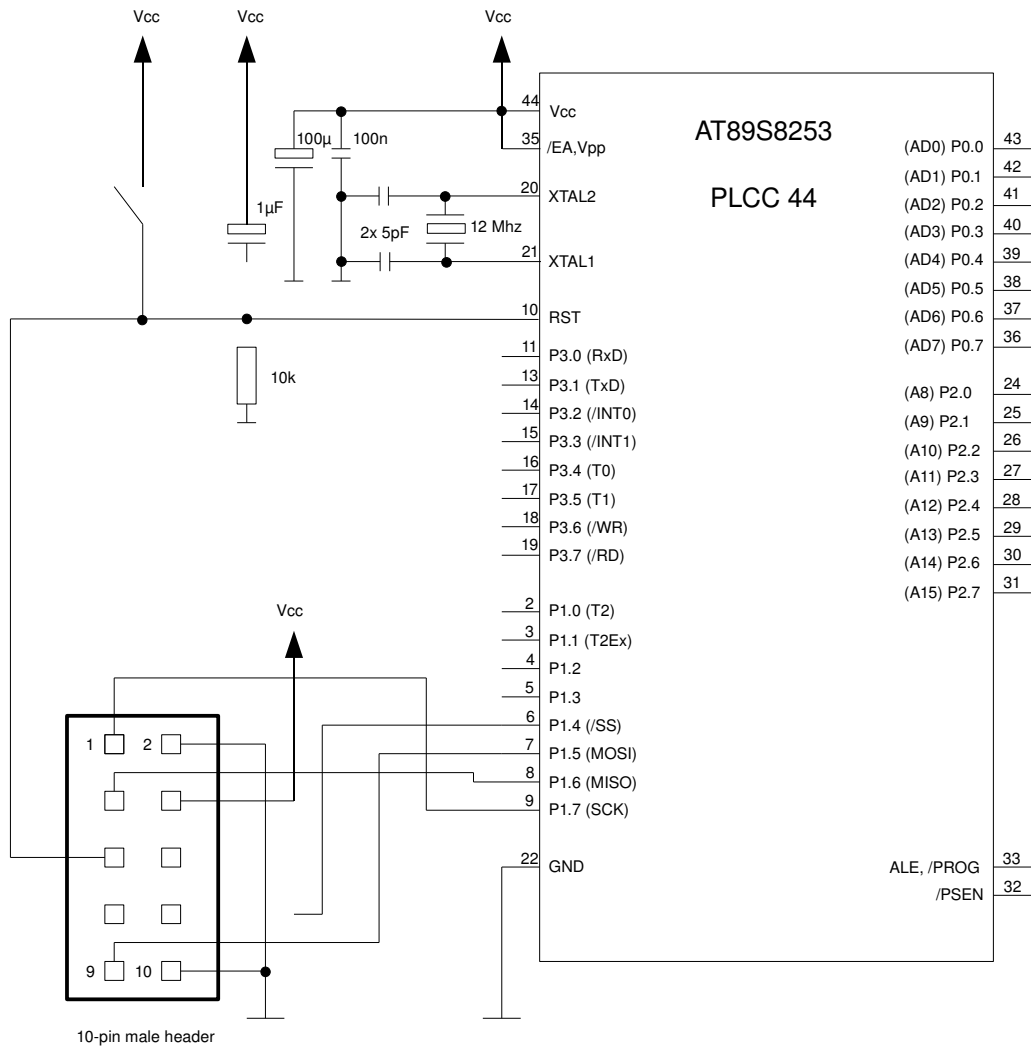 Vcc
Vcc
Vcc
AT89S8253
PLCC 44
100µ
100n
1µF
2x 5pF
12 Mhz
10k
44 Vcc
35 /EA,Vpp
20 XTAL2
21 XTAL1
10 RST
11 P3.0 (RxD)
13 P3.1 (TxD)
14 P3.2 (/INT0)
15 P3.3 (/INT1)
16 P3.4 (T0)
17 P3.5 (T1)
18 P3.6 (/WR)
19 P3.7 (/RD)
2 P1.0 (T2)
3 P1.1 (T2Ex)
4 P1.2
5 P1.3
6 P1.4 (/SS)
7 P1.5 (MOSI)
8 P1.6 (MISO)
9 P1.7 (SCK)
22 GND
(AD0) P0.0 43
(AD1) P0.1 42
(AD2) P0.2 41
(AD3) P0.3 40
(AD4) P0.4 39
(AD5) P0.5 38
(AD6) P0.6 37
(AD7) P0.7 36
(A8) P2.0 24
(A9) P2.1 25
(A10) P2.2 26
(A11) P2.3 27
(A12) P2.4 28
(A13) P2.5 29
(A14) P2.6 30
(A15) P2.7 31
ALE, /PROG 33
/PSEN 32
Vcc
1 2
9 10
10-pin male header